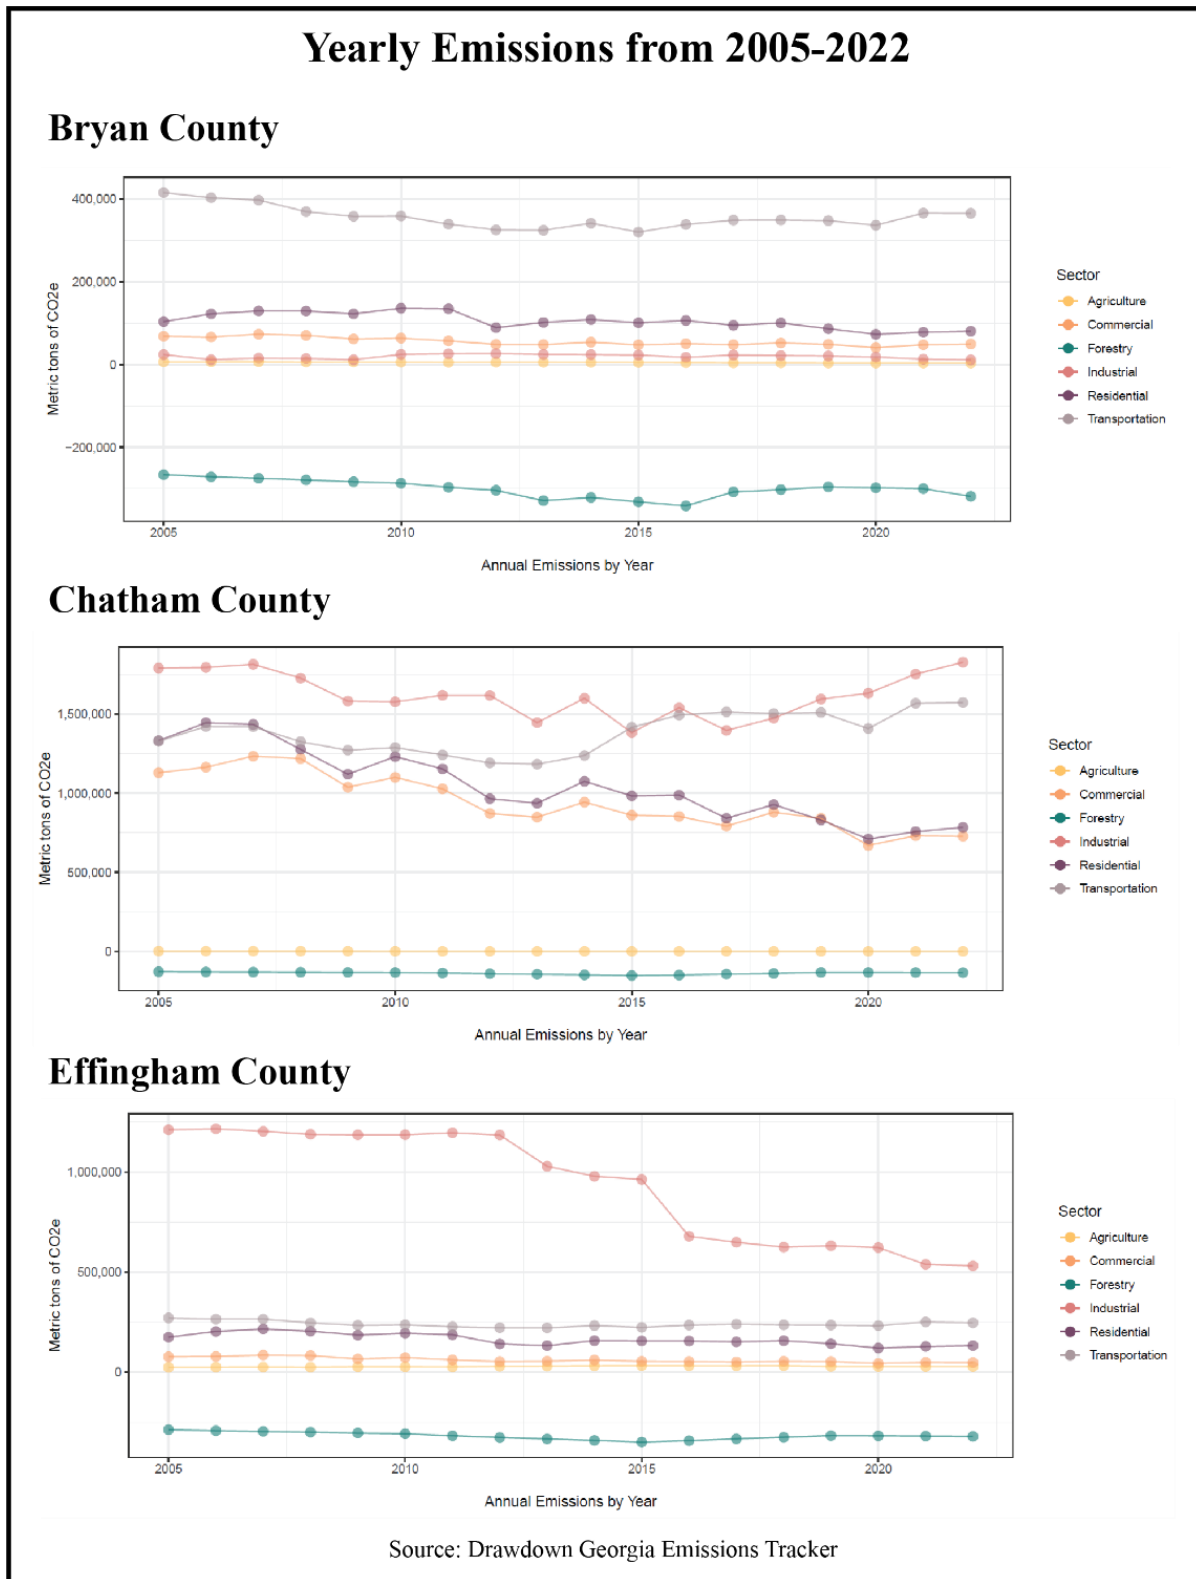 Yearly Emissions from 2005-2022
Bryan County
400,000
200,000
0
−200,000
Metric tons of CO2e
2005
2010
2015
2020
Annual Emissions by Year
Sector
Agriculture
Commercial
Forestry
Industrial
Residential
Transportation
Chatham County
1,500,000
1,000,000
500,000
0
Metric tons of CO2e
2005
2010
2015
2020
Annual Emissions by Year
Sector
Agriculture
Commercial
Forestry
Industrial
Residential
Transportation
Effingham County
1,000,000
500,000
0
Metric tons of CO2e
2005
2010
2015
2020
Annual Emissions by Year
Sector
Agriculture
Commercial
Forestry
Industrial
Residential
Transportation
Source: Drawdown Georgia Emissions Tracker